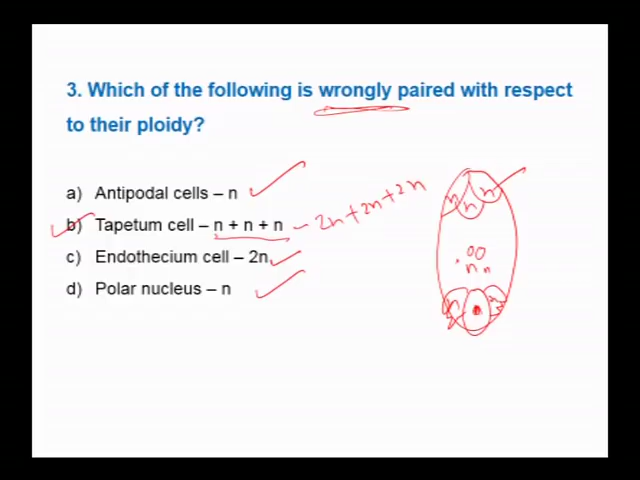 3. Which of the following is wrongly paired with respect
to their ploidy?
a) Antipodal cells – n
b) Tapetum cell – n + n + n – 2n + 2n + 2n
c) Endothecium cell – 2n
d) Polar nucleus – n
n n n
n n
n